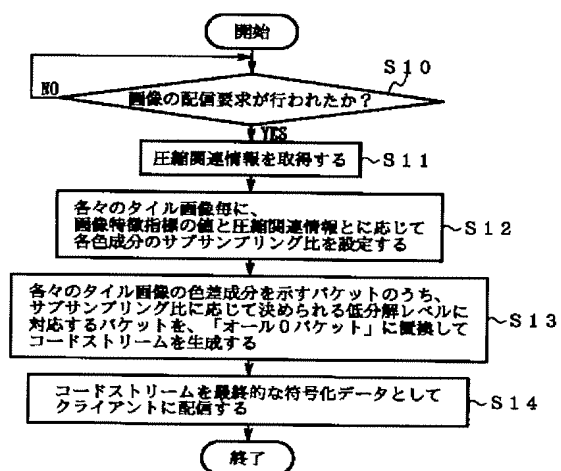 開始
S10
NO
画像の配信要求が行われたか？
YES
圧縮関連情報を取得する
S11
各々のタイル画像毎に、
画像特徴指標の値と圧縮関連情報とに応じて
各色成分のサブサンプリング比を設定する
S12
各々のタイル画像の色差成分を示すパケットのうち、
サブサンプリング比に応じて決められる低分解レベルに
対応するパケットを、「オール0パケット」に置換して
コードストリームを生成する
S13
コードストリームを最終的な符号化データとして
クライアントに配信する
S14
終了